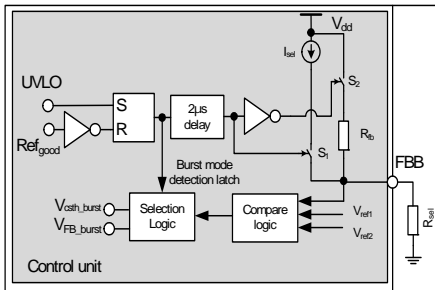 V_dd
I_sel
UVLO
S
S_2
2µs
delay
Ref_good
R
R_fb
FBB
S_1
Burst mode
detection latch
V_csth_burst
Selection
Logic
Compare
logic
V_ref1
V_FB_burst
V_ref2
R_sel
Control unit